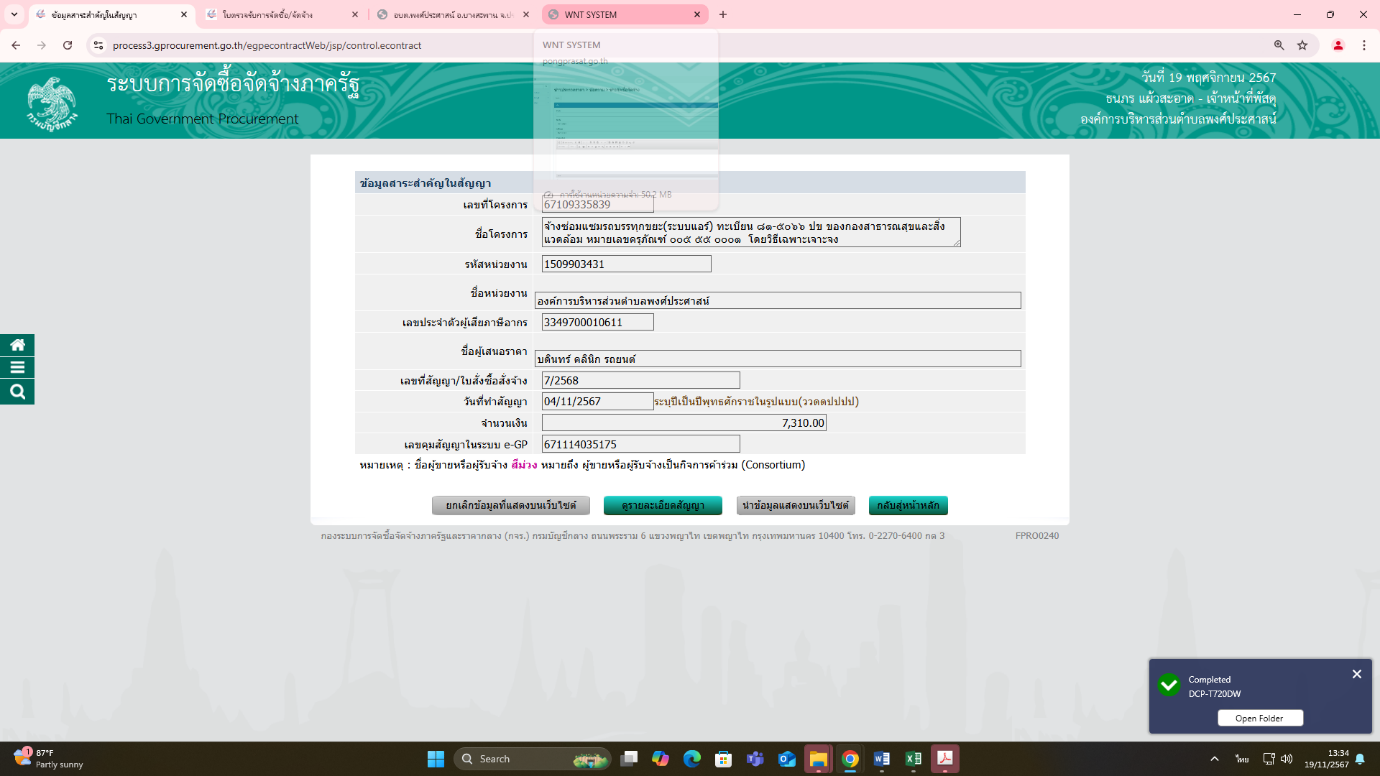 ข้อมูลสาระสำคัญในสัญญา
ใบตรวจรับการจัดซื้อ/จัดจ้าง
อบต.พงศ์ประศาสน์ อ.บางสะพาน จ.ปร
WNT SYSTEM
process3.gprocurement.go.th/egpecontractWeb/jsp/control.econtract
WNT SYSTEM
pongprasat.go.th
การใช้งานหน่วยความจำ: 50.2 MB
ระบบการจัดซื้อจัดจ้างภาครัฐ
Thai Government Procurement
กรมบัญชีกลาง
วันที่ 19 พฤศจิกายน 2567
ธนภร แผ้วสะอาด - เจ้าหน้าที่พัสดุ
องค์การบริหารส่วนตำบลพงศ์ประศาสน์
ข้อมูลสาระสำคัญในสัญญา
เลขที่โครงการ 67109335839
ชื่อโครงการ จ้างซ่อมแซมรถบรรทุกขยะ(ระบบแอร์) ทะเบียน ๘๑-๕๐๖๖ ปข ของกองสาธารณสุขและสิ่ง
แวดล้อม หมายเลขครุภัณฑ์ ๐๐๕ ๕๕ ๐๐๐๑ โดยวิธีเฉพาะเจาะจง
รหัสหน่วยงาน 1509903431
ชื่อหน่วยงาน องค์การบริหารส่วนตำบลพงศ์ประศาสน์
เลขประจำตัวผู้เสียภาษีอากร 3349700010611
ชื่อผู้เสนอราคา บดินทร์ คลินิก รถยนต์
เลขที่สัญญา/ใบสั่งซื้อสั่งจ้าง 7/2568
วันที่ทำสัญญา 04/11/2567 ระบุปีเป็นปีพุทธศักราชในรูปแบบ(ววดดปปปป)
จำนวนเงิน 7,310.00
เลขคุมสัญญาในระบบ e-GP 671114035175
หมายเหตุ : ชื่อผู้ขายหรือผู้รับจ้าง สีม่วง หมายถึง ผู้ขายหรือผู้รับจ้างเป็นกิจการค้าร่วม (Consortium)
ยกเลิกข้อมูลที่แสดงบนเว็บไซต์ ดูรายละเอียดสัญญา นำข้อมูลแสดงบนเว็บไซต์ กลับสู่หน้าหลัก
กองระบบการจัดซื้อจัดจ้างภาครัฐและราคากลาง (กจร.) กรมบัญชีกลาง ถนนพระราม 6 แขวงพญาไท เขตพญาไท กรุงเทพมหานคร 10400 โทร. 0-2270-6400 กด 3 FPRO0240
Completed
DCP-T720DW
Open Folder
1
87°F
Partly sunny
Search
ไทย
13:34
19/11/2567